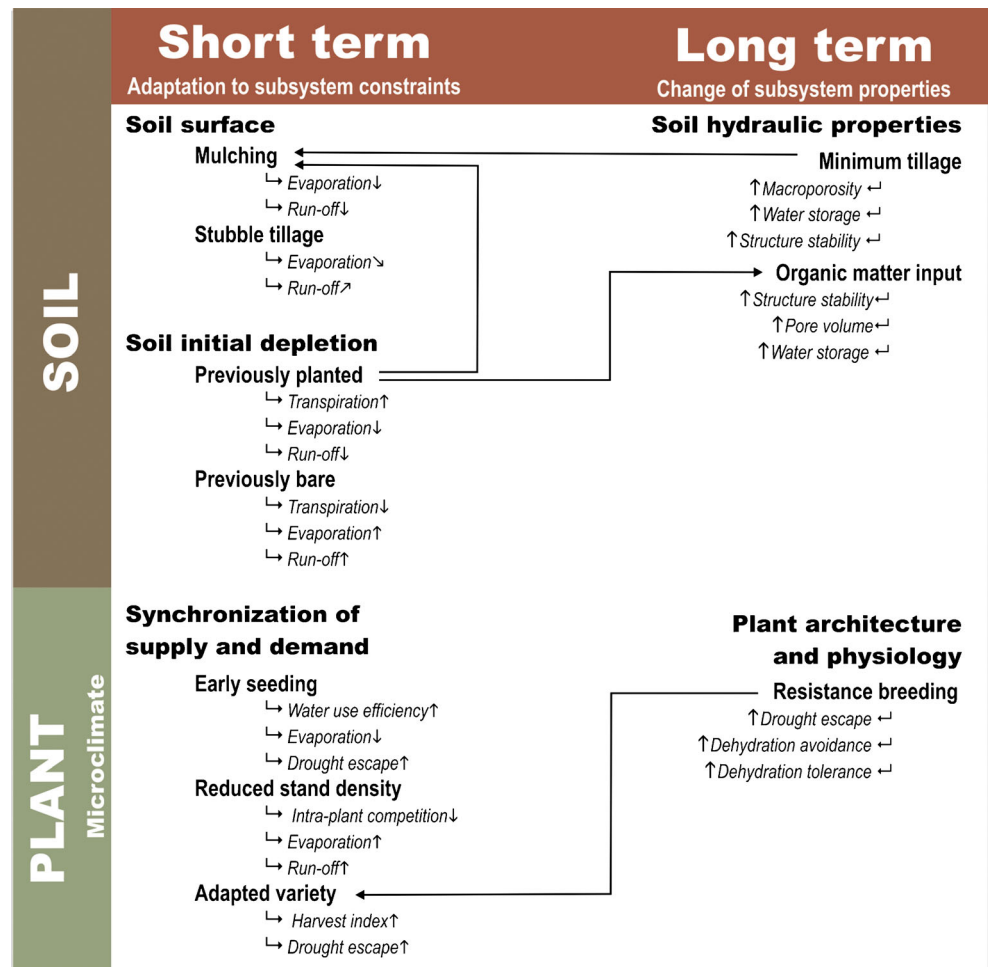 Short term
Adaptation to subsystem constraints
Long term
Change of subsystem properties
SOIL
Soil surface
Mulching
↳ Evaporation↓
↳ Run-off↓
Stubble tillage
↳ Evaporation↘
↳ Run-off↗
Soil initial depletion
Previously planted
↳ Transpiration↑
↳ Evaporation↓
↳ Run-off↓
Previously bare
↳ Transpiration↓
↳ Evaporation↑
↳ Run-off↑
Soil hydraulic properties
Minimum tillage
↑Macroporosity ↵
↑Water storage ↵
↑Structure stability ↵
Organic matter input
↑Structure stability↵
↑Pore volume↵
↑Water storage ↵
PLANT
Microclimate
Synchronization of
supply and demand
Early seeding
↳ Water use efficiency↑
↳ Evaporation↓
↳ Drought escape↑
Reduced stand density
↳ Intra-plant competition↓
↳ Evaporation↑
↳ Run-off↑
Adapted variety
↳ Harvest index↑
↳ Drought escape↑
Plant architecture
and physiology
Resistance breeding
↑Drought escape ↵
↑Dehydration avoidance ↵
↑Dehydration tolerance ↵